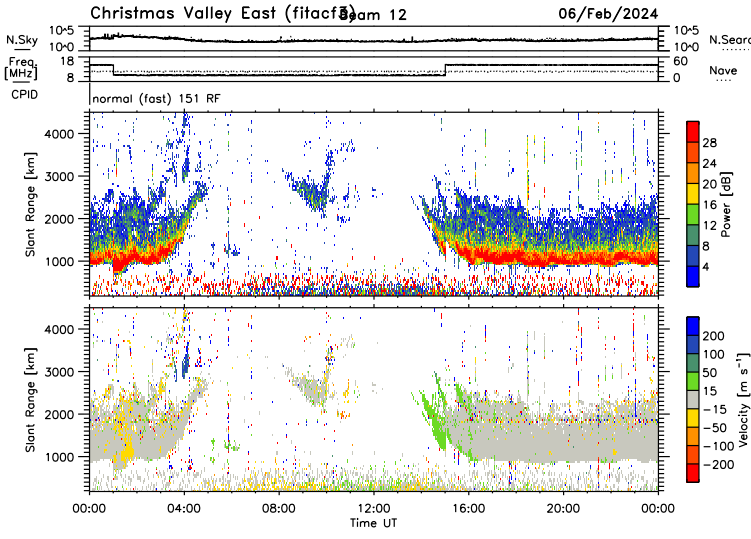 Christmas Valley East (fitacf3) Beam 12 06/Feb/2024
N.Sky 10^5 10^0 10^5 10^0 N.Searc
Freq. [MHz] 18 8 60 0 Nave
CPID normal (fast) 151 RF
Slant Range [km] 4000 3000 2000 1000
Power [dB] 28 24 20 16 12 8 4
Slant Range [km] 4000 3000 2000 1000
Velocity [m s⁻¹] 200 100 50 15 −15 −50 −100 −200
00:00 04:00 08:00 12:00 16:00 20:00 00:00
Time UT